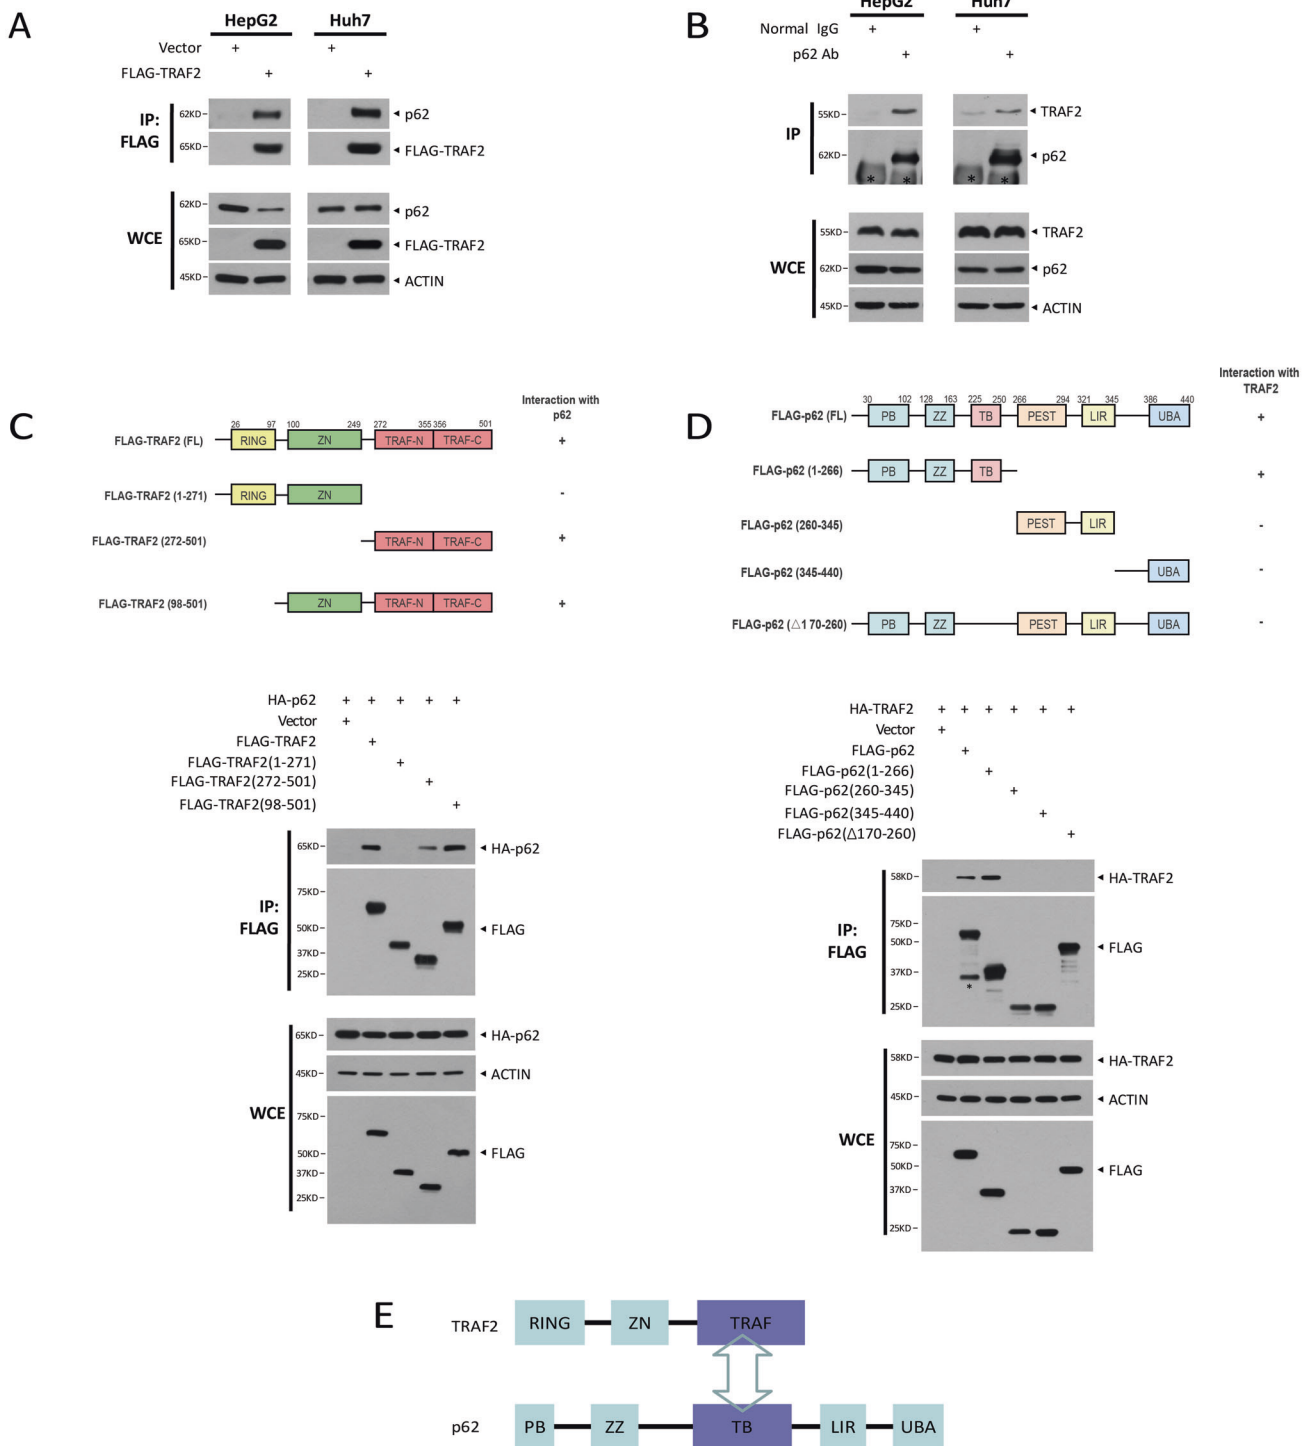 A
HepG2 Huh7
Vector + +
FLAG-TRAF2 + +
IP: FLAG
62KD
p62
65KD
FLAG-TRAF2
WCE
62KD
p62
65KD
FLAG-TRAF2
45KD
ACTIN
B
HepG2 Huh7
Normal IgG + +
p62 Ab + +
IP
55KD
TRAF2
62KD
p62
* * * *
WCE
55KD
TRAF2
62KD
p62
45KD
ACTIN
C
Interaction with
p62
26 97 100 249 272 355 356 501
FLAG-TRAF2 (FL) RING ZN TRAF-N TRAF-C +
FLAG-TRAF2 (1-271) RING ZN -
FLAG-TRAF2 (272-501) TRAF-N TRAF-C +
FLAG-TRAF2 (98-501) ZN TRAF-N TRAF-C +
HA-p62 + + + + +
Vector +
FLAG-TRAF2 +
FLAG-TRAF2(1-271) +
FLAG-TRAF2(272-501) +
FLAG-TRAF2(98-501) +
IP:
FLAG
65KD
HA-p62
75KD
50KD
FLAG
37KD
25KD
WCE
65KD
HA-p62
45KD
ACTIN
75KD
50KD
FLAG
37KD
25KD
D
Interaction with
TRAF2
30 102 128 163 225 250 266 294 321 345 386 440
FLAG-p62 (FL) PB ZZ TB PEST LIR UBA +
FLAG-p62 (1-266) PB ZZ TB +
FLAG-p62 (260-345) PEST LIR -
FLAG-p62 (345-440) UBA -
FLAG-p62 (△1 70-260) PB ZZ PEST LIR UBA -
HA-TRAF2 + + + + + +
Vector +
FLAG-p62 +
FLAG-p62(1-266) +
FLAG-p62(260-345) +
FLAG-p62(345-440) +
FLAG-p62(Δ170-260) +
IP:
FLAG
58KD
HA-TRAF2
75KD
50KD
FLAG
37KD
*
25KD
WCE
58KD
HA-TRAF2
45KD
ACTIN
75KD
50KD
FLAG
37KD
25KD
E
TRAF2 RING ZN TRAF
p62 PB ZZ TB LIR UBA